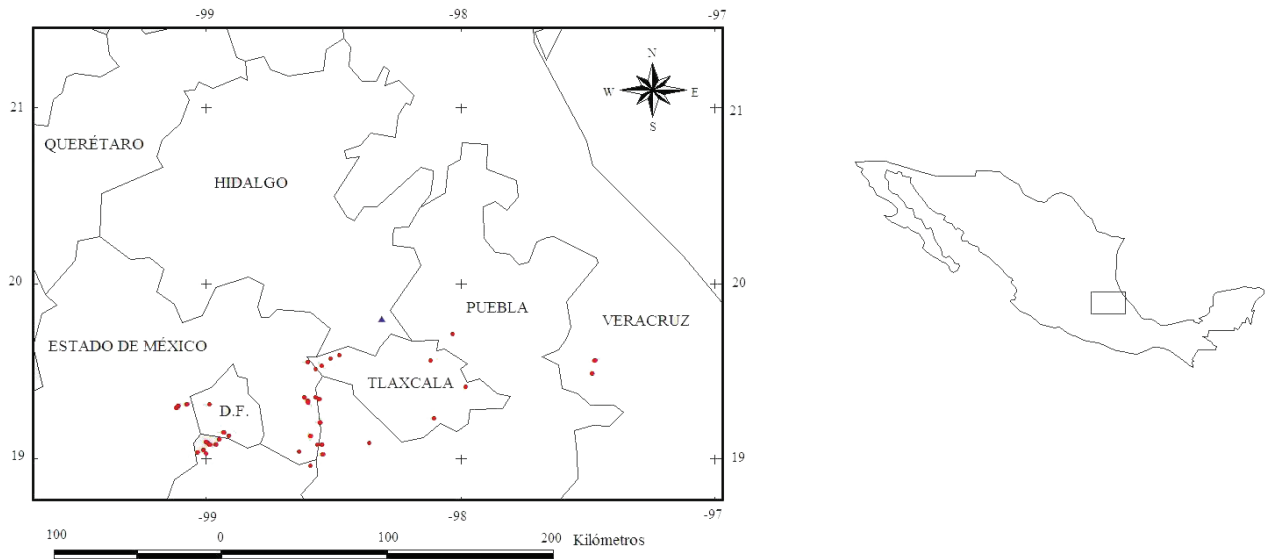 -99
-98
-97
N
W
E
S
21
21
QUERÉTARO
HIDALGO
20
20
PUEBLA
VERACRUZ
ESTADO DE MÉXICO
TLAXCALA
D.F.
19
19
-99
-98
-97
100
0
100
200
Kilómetros